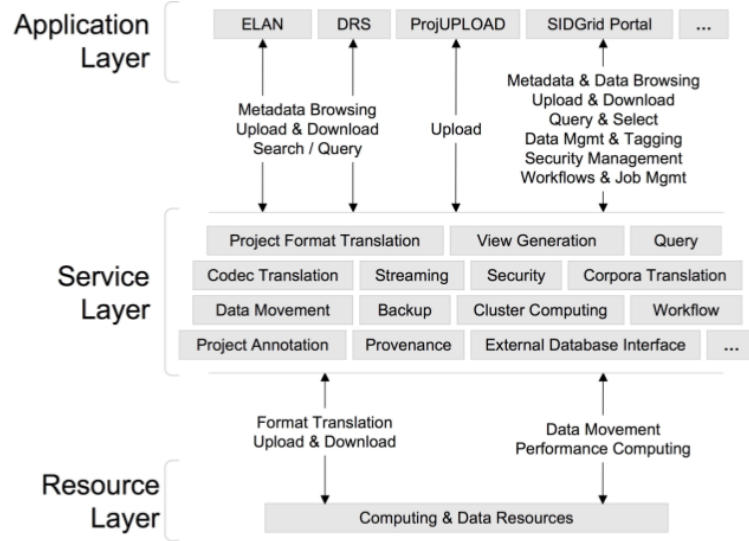 Application
Layer
ELAN
DRS
ProjUPLOAD
SIDGrid Portal
...
Metadata Browsing
Upload & Download
Search / Query
Upload
Metadata & Data Browsing
Upload & Download
Query & Select
Data Mgmt & Tagging
Security Management
Workflows & Job Mgmt
Service
Layer
Project Format Translation
View Generation
Query
Codec Translation
Streaming
Security
Corpora Translation
Data Movement
Backup
Cluster Computing
Workflow
Project Annotation
Provenance
External Database Interface
...
Format Translation
Upload & Download
Data Movement
Performance Computing
Resource
Layer
Computing & Data Resources